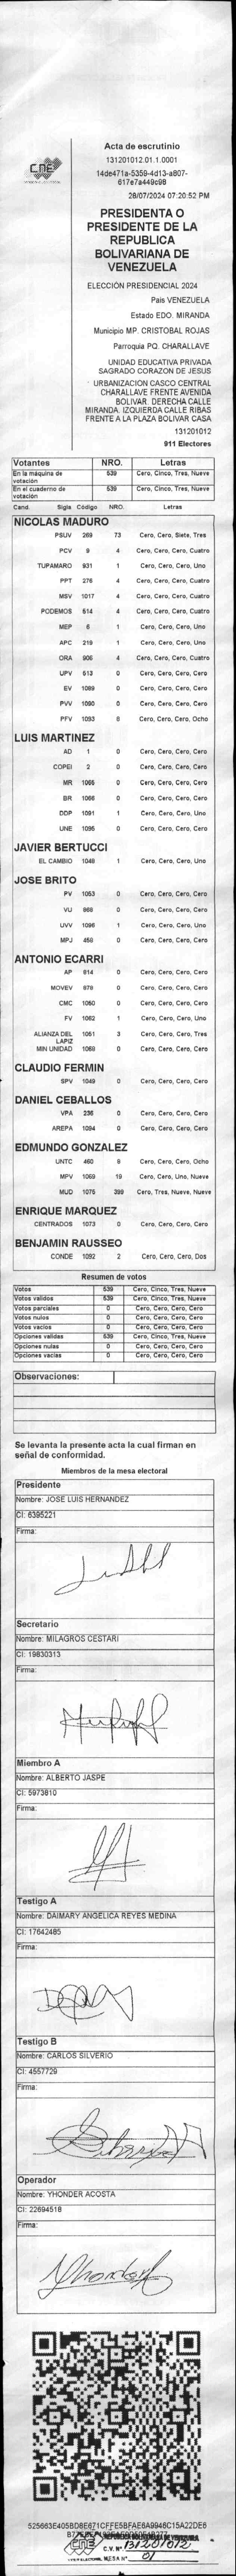 Acta de escrutinio
131201012.01.1.0001
14de471a-5359-4d13-a807-
617e7a449c98
28/07/2024 07:20:52 PM
CNE
PRESIDENTA O
PRESIDENTE DE LA
REPUBLICA
BOLIVARIANA DE
VENEZUELA
ELECCIÓN PRESIDENCIAL 2024
País VENEZUELA
Estado EDO. MIRANDA
Municipio MP. CRISTOBAL ROJAS
Parroquia PQ. CHARALLAVE
UNIDAD EDUCATIVA PRIVADA
SAGRADO CORAZON DE JESUS
URBANIZACION CASCO CENTRAL
CHARALLAVE FRENTE AVENIDA
BOLIVAR. DERECHA CALLE
MIRANDA. IZQUIERDA CALLE RIBAS
FRENTE A LA PLAZA BOLIVAR CASA
131201012
911 Electores
Votantes NRO. Letras
En la máquina de votación 539 Cero, Cinco, Tres, Nueve
En el cuaderno de votación 539 Cero, Cinco, Tres, Nueve
Cand. Sigla Código NRO. Letras
NICOLAS MADURO
PSUV 269 73 Cero, Cero, Siete, Tres
PCV 9 4 Cero, Cero, Cero, Cuatro
TUPAMARO 931 1 Cero, Cero, Cero, Uno
PPT 276 4 Cero, Cero, Cero, Cuatro
MSV 1017 4 Cero, Cero, Cero, Cuatro
PODEMOS 514 4 Cero, Cero, Cero, Cuatro
MEP 6 1 Cero, Cero, Cero, Uno
APC 219 1 Cero, Cero, Cero, Uno
ORA 906 4 Cero, Cero, Cero, Cuatro
UPV 513 0 Cero, Cero, Cero, Cero
EV 1089 0 Cero, Cero, Cero, Cero
PVV 1090 0 Cero, Cero, Cero, Cero
PFV 1093 8 Cero, Cero, Cero, Ocho
LUIS MARTINEZ
AD 1 0 Cero, Cero, Cero, Cero
COPEI 2 0 Cero, Cero, Cero, Cero
MR 1065 0 Cero, Cero, Cero, Cero
BR 1066 0 Cero, Cero, Cero, Cero
DDP 1091 1 Cero, Cero, Cero, Uno
UNE 1095 0 Cero, Cero, Cero, Cero
JAVIER BERTUCCI
EL CAMBIO 1048 1 Cero, Cero, Cero, Uno
JOSE BRITO
PV 1053 0 Cero, Cero, Cero, Cero
VU 868 0 Cero, Cero, Cero, Cero
UVV 1096 1 Cero, Cero, Cero, Uno
MPJ 459 0 Cero, Cero, Cero, Cero
ANTONIO ECARRI
AP 814 0 Cero, Cero, Cero, Cero
MOVEV 879 0 Cero, Cero, Cero, Cero
CMC 1050 0 Cero, Cero, Cero, Cero
FV 1062 1 Cero, Cero, Cero, Uno
ALIANZA DEL LAPIZ 1051 3 Cero, Cero, Cero, Tres
MIN UNIDAD 1069 0 Cero, Cero, Cero, Cero
CLAUDIO FERMIN
SPV 1049 0 Cero, Cero, Cero, Cero
DANIEL CEBALLOS
VPA 236 0 Cero, Cero, Cero, Cero
AREPA 1094 0 Cero, Cero, Cero, Cero
EDMUNDO GONZALEZ
UNTC 460 Cero, Cero, Cero, Ocho
MPV 1069 19 Cero, Cero, Uno, Nueve
MUD 1075 399 Cero, Tres, Nueve, Nueve
ENRIQUE MARQUEZ
CENTRADOS 1073 0 Cero, Cero, Cero, Cero
BENJAMIN RAUSSEO
CONDE 1092 2 Cero, Cero, Cero, Dos
Resumen de votos
Votos 539 Cero, Cinco, Tres, Nueve
Votos validos 539 Cero, Cinco, Tres, Nueve
Votos parciales 0 Cero, Cero, Cero, Cero
Votos nulos 0 Cero, Cero, Cero, Cero
Votos vacíos 0 Cero, Cero, Cero, Cero
Opciones validas 539 Cero, Cinco, Tres, Nueve
Opciones nulas 0 Cero, Cero, Cero, Cero
Opciones vacías 0 Cero, Cero, Cero, Cero
Observaciones:
Se levanta la presente acta la cual firman en
señal de conformidad.
Miembros de la mesa electoral
Presidente
Nombre: JOSE LUIS HERNANDEZ
CI: 6395221
Firma:
Secretario
Nombre: MILAGROS CESTARI
CI: 19830313
Firma:
Miembro A
Nombre: ALBERTO JASPE
CI: 5973810
Firma:
Testigo A
Nombre: DAIMARY ANGELICA REYES MEDINA
CI: 17642485
Firma:
Testigo B
Nombre: CARLOS SILVERIO
CI: 4557729
Firma:
Operador
Nombre: YHONDER ACOSTA
CI: 22694518
Firma:
525663E405BD8E671CFFE5BFAE6A9946C15A22DE6
CNE REPUBLICA BOLIVARIANA DE VENEZUELA
C.V. Nº 131201012
MESA Nº 01